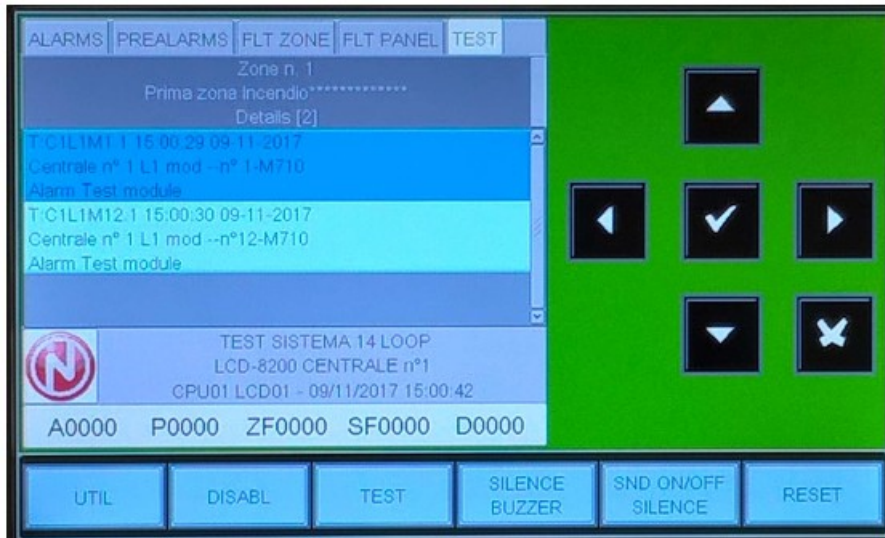 ALARMS PREALARMS FLT ZONE FLT PANEL TEST
Zone n. 1
Prima zona Incendio*************
Details [2]
T:C1L1M1.1 15:00:29 09-11-2017
Centrale n° 1 L1 mod --n° 1-M710
Alarm Test module
T:C1L1M12.1 15:00:30 09-11-2017
Centrale n° 1 L1 mod --n°12-M710
Alarm Test module
TEST SISTEMA 14 LOOP
LCD-8200 CENTRALE n°1
CPU01 LCD01 - 09/11/2017 15:00:42
A0000 P0000 ZF0000 SF0000 D0000
UTIL DISABL TEST SILENCE BUZZER SND ON/OFF SILENCE RESET